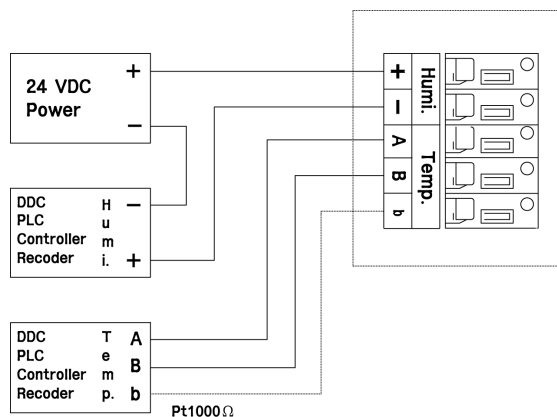 24 VDC
Power
+
−
DDC H −
PLC u
Controller m
Recoder i. +
DDC T A
PLC e B
Controller m
Recoder p. b
Pt1000Ω
+
−
A
B
b
Humi.
Temp.